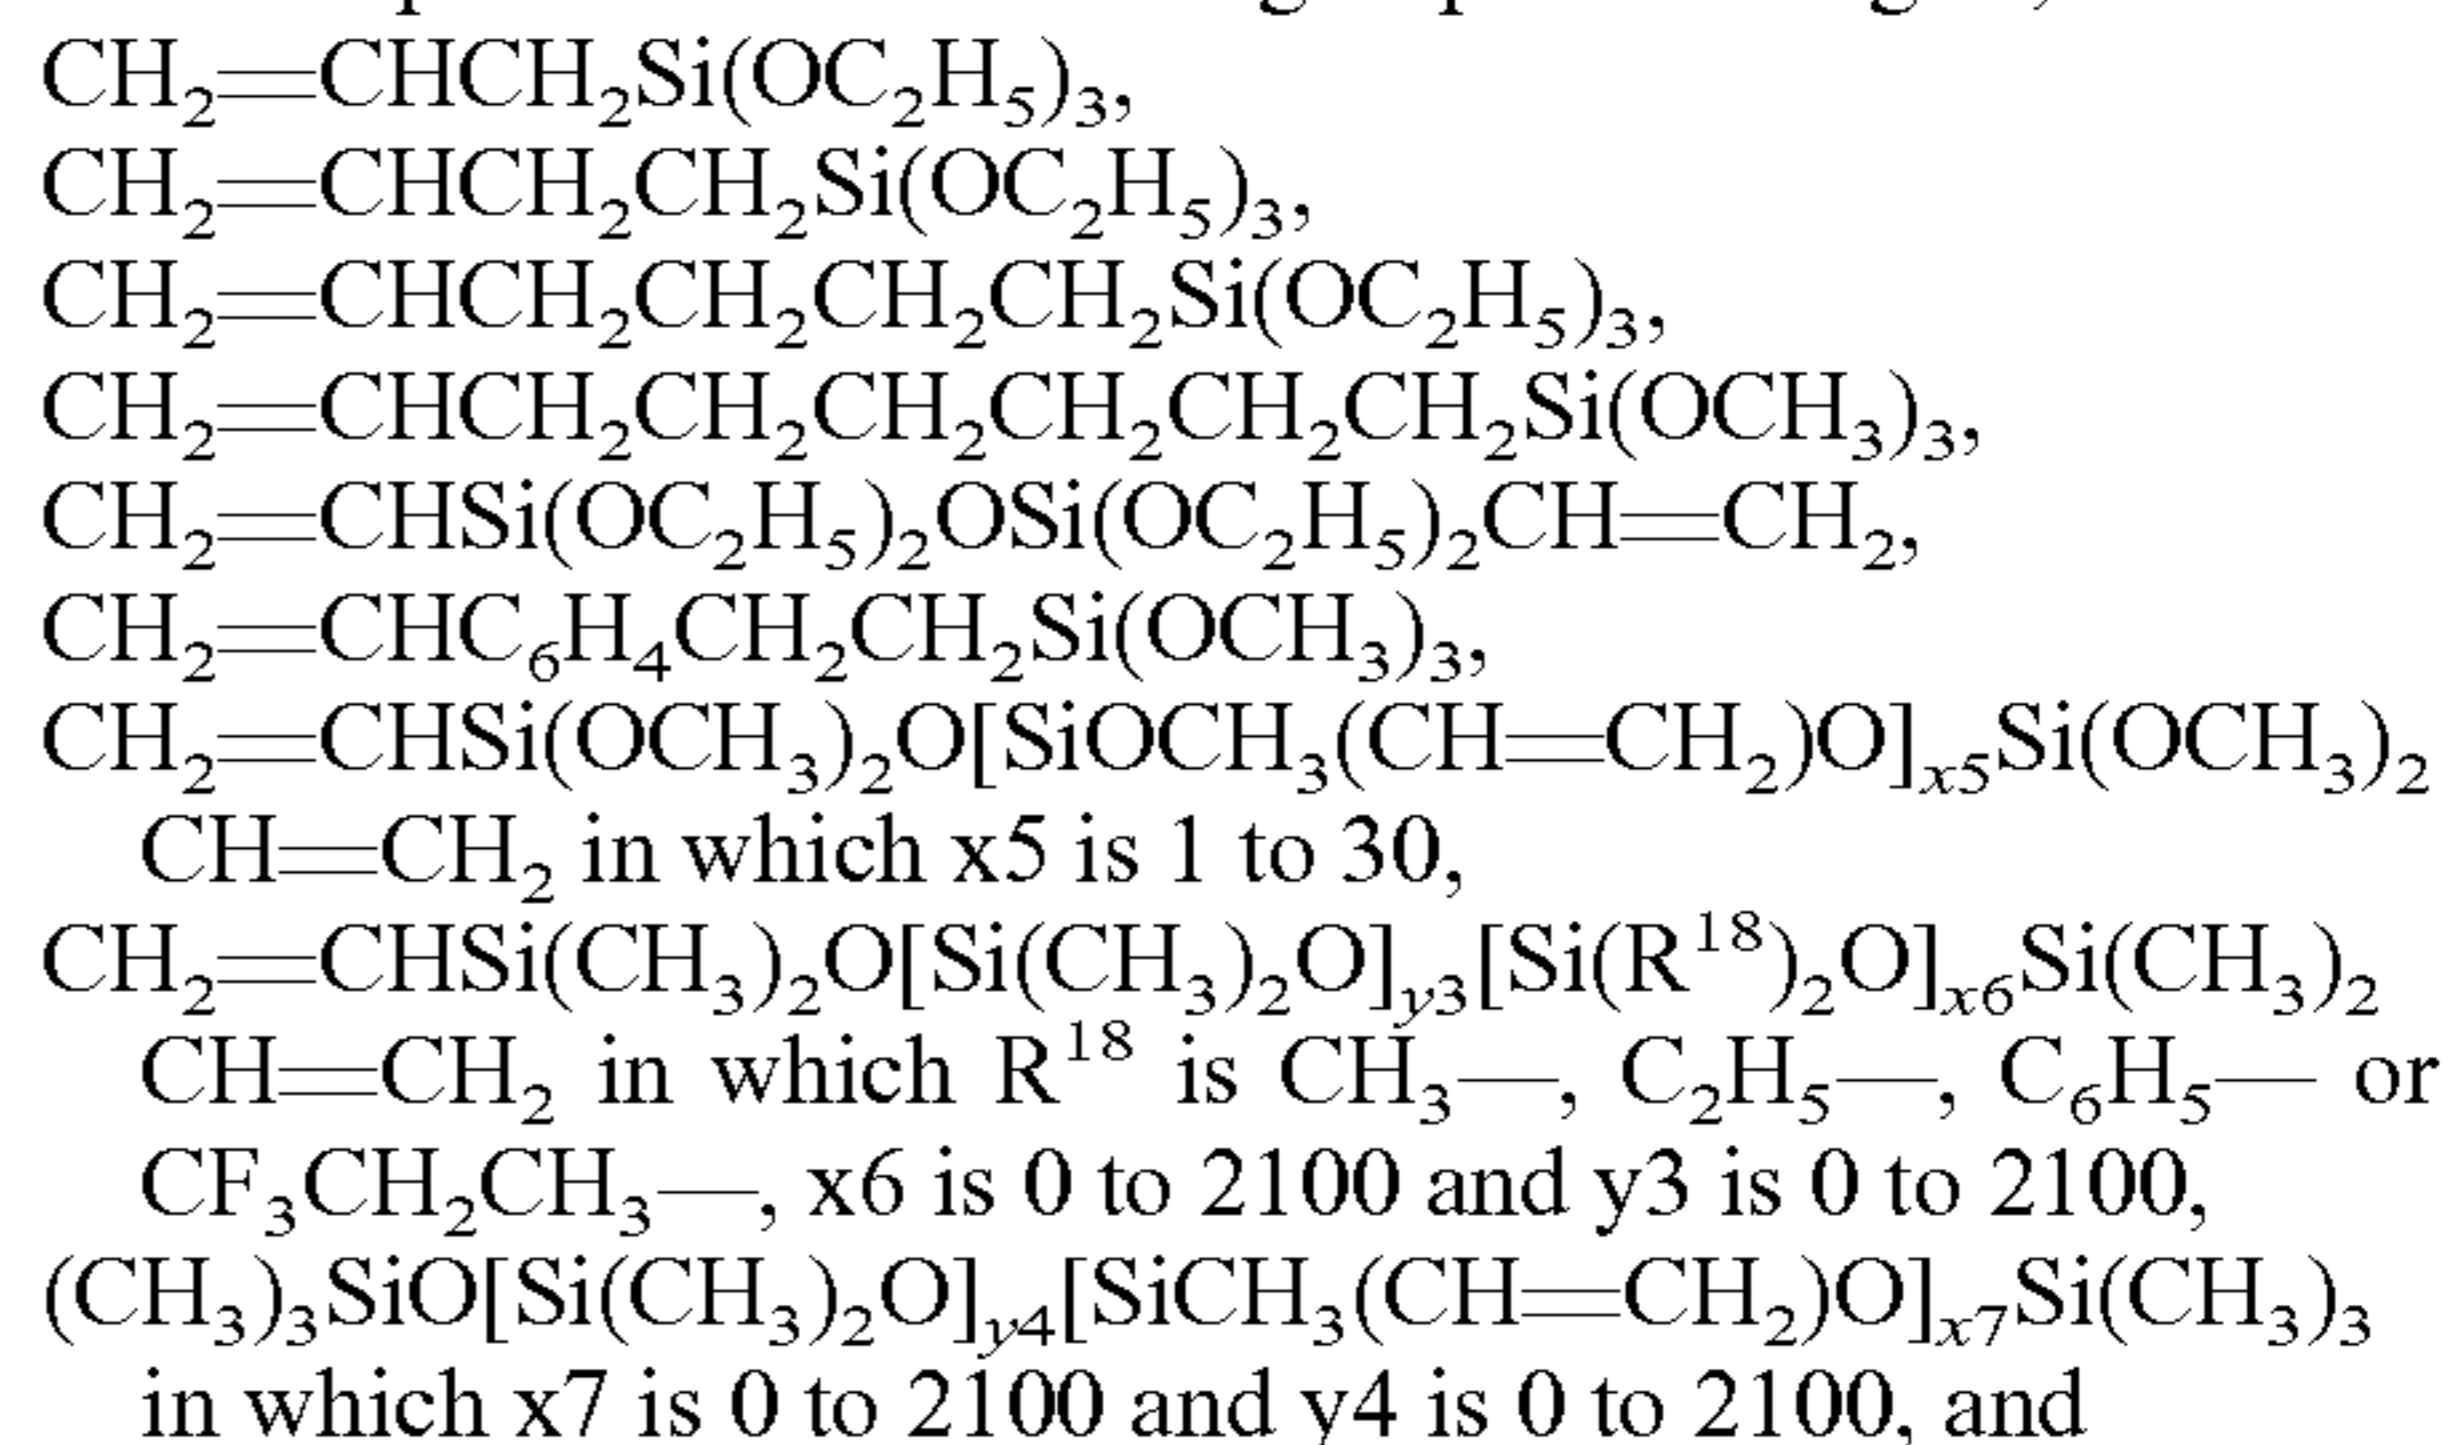 CH₂═CHCH₂Si(OC₂H₅)₃,
CH₂═CHCH₂CH₂Si(OC₂H₅)₃,
CH₂═CHCH₂CH₂CH₂CH₂Si(OC₂H₅)₃,
CH₂═CHCH₂CH₂CH₂CH₂CH₂CH₂Si(OCH₃)₃,
CH₂═CHSi(OC₂H₅)₂OSi(OC₂H₅)₂CH═CH₂,
CH₂═CHC₆H₄CH₂CH₂Si(OCH₃)₃,
CH₂═CHSi(OCH₃)₂O[SiOCH₃(CH═CH₂)O]ₓ₅Si(OCH₃)₂
CH═CH₂ in which x5 is 1 to 30,
CH₂═CHSi(CH₃)₂O[Si(CH₃)₂O]y₃[Si(R¹⁸)₂O]ₓ₆Si(CH₃)₂
CH═CH₂ in which R¹⁸ is CH₃—, C₂H₅—, C₆H₅— or
CF₃CH₂CH₃—, x6 is 0 to 2100 and y3 is 0 to 2100,
(CH₃)₃SiO[Si(CH₃)₂O]y₄[SiCH₃(CH═CH₂)O]ₓ₇Si(CH₃)₃
in which x7 is 0 to 2100 and y4 is 0 to 2100, and